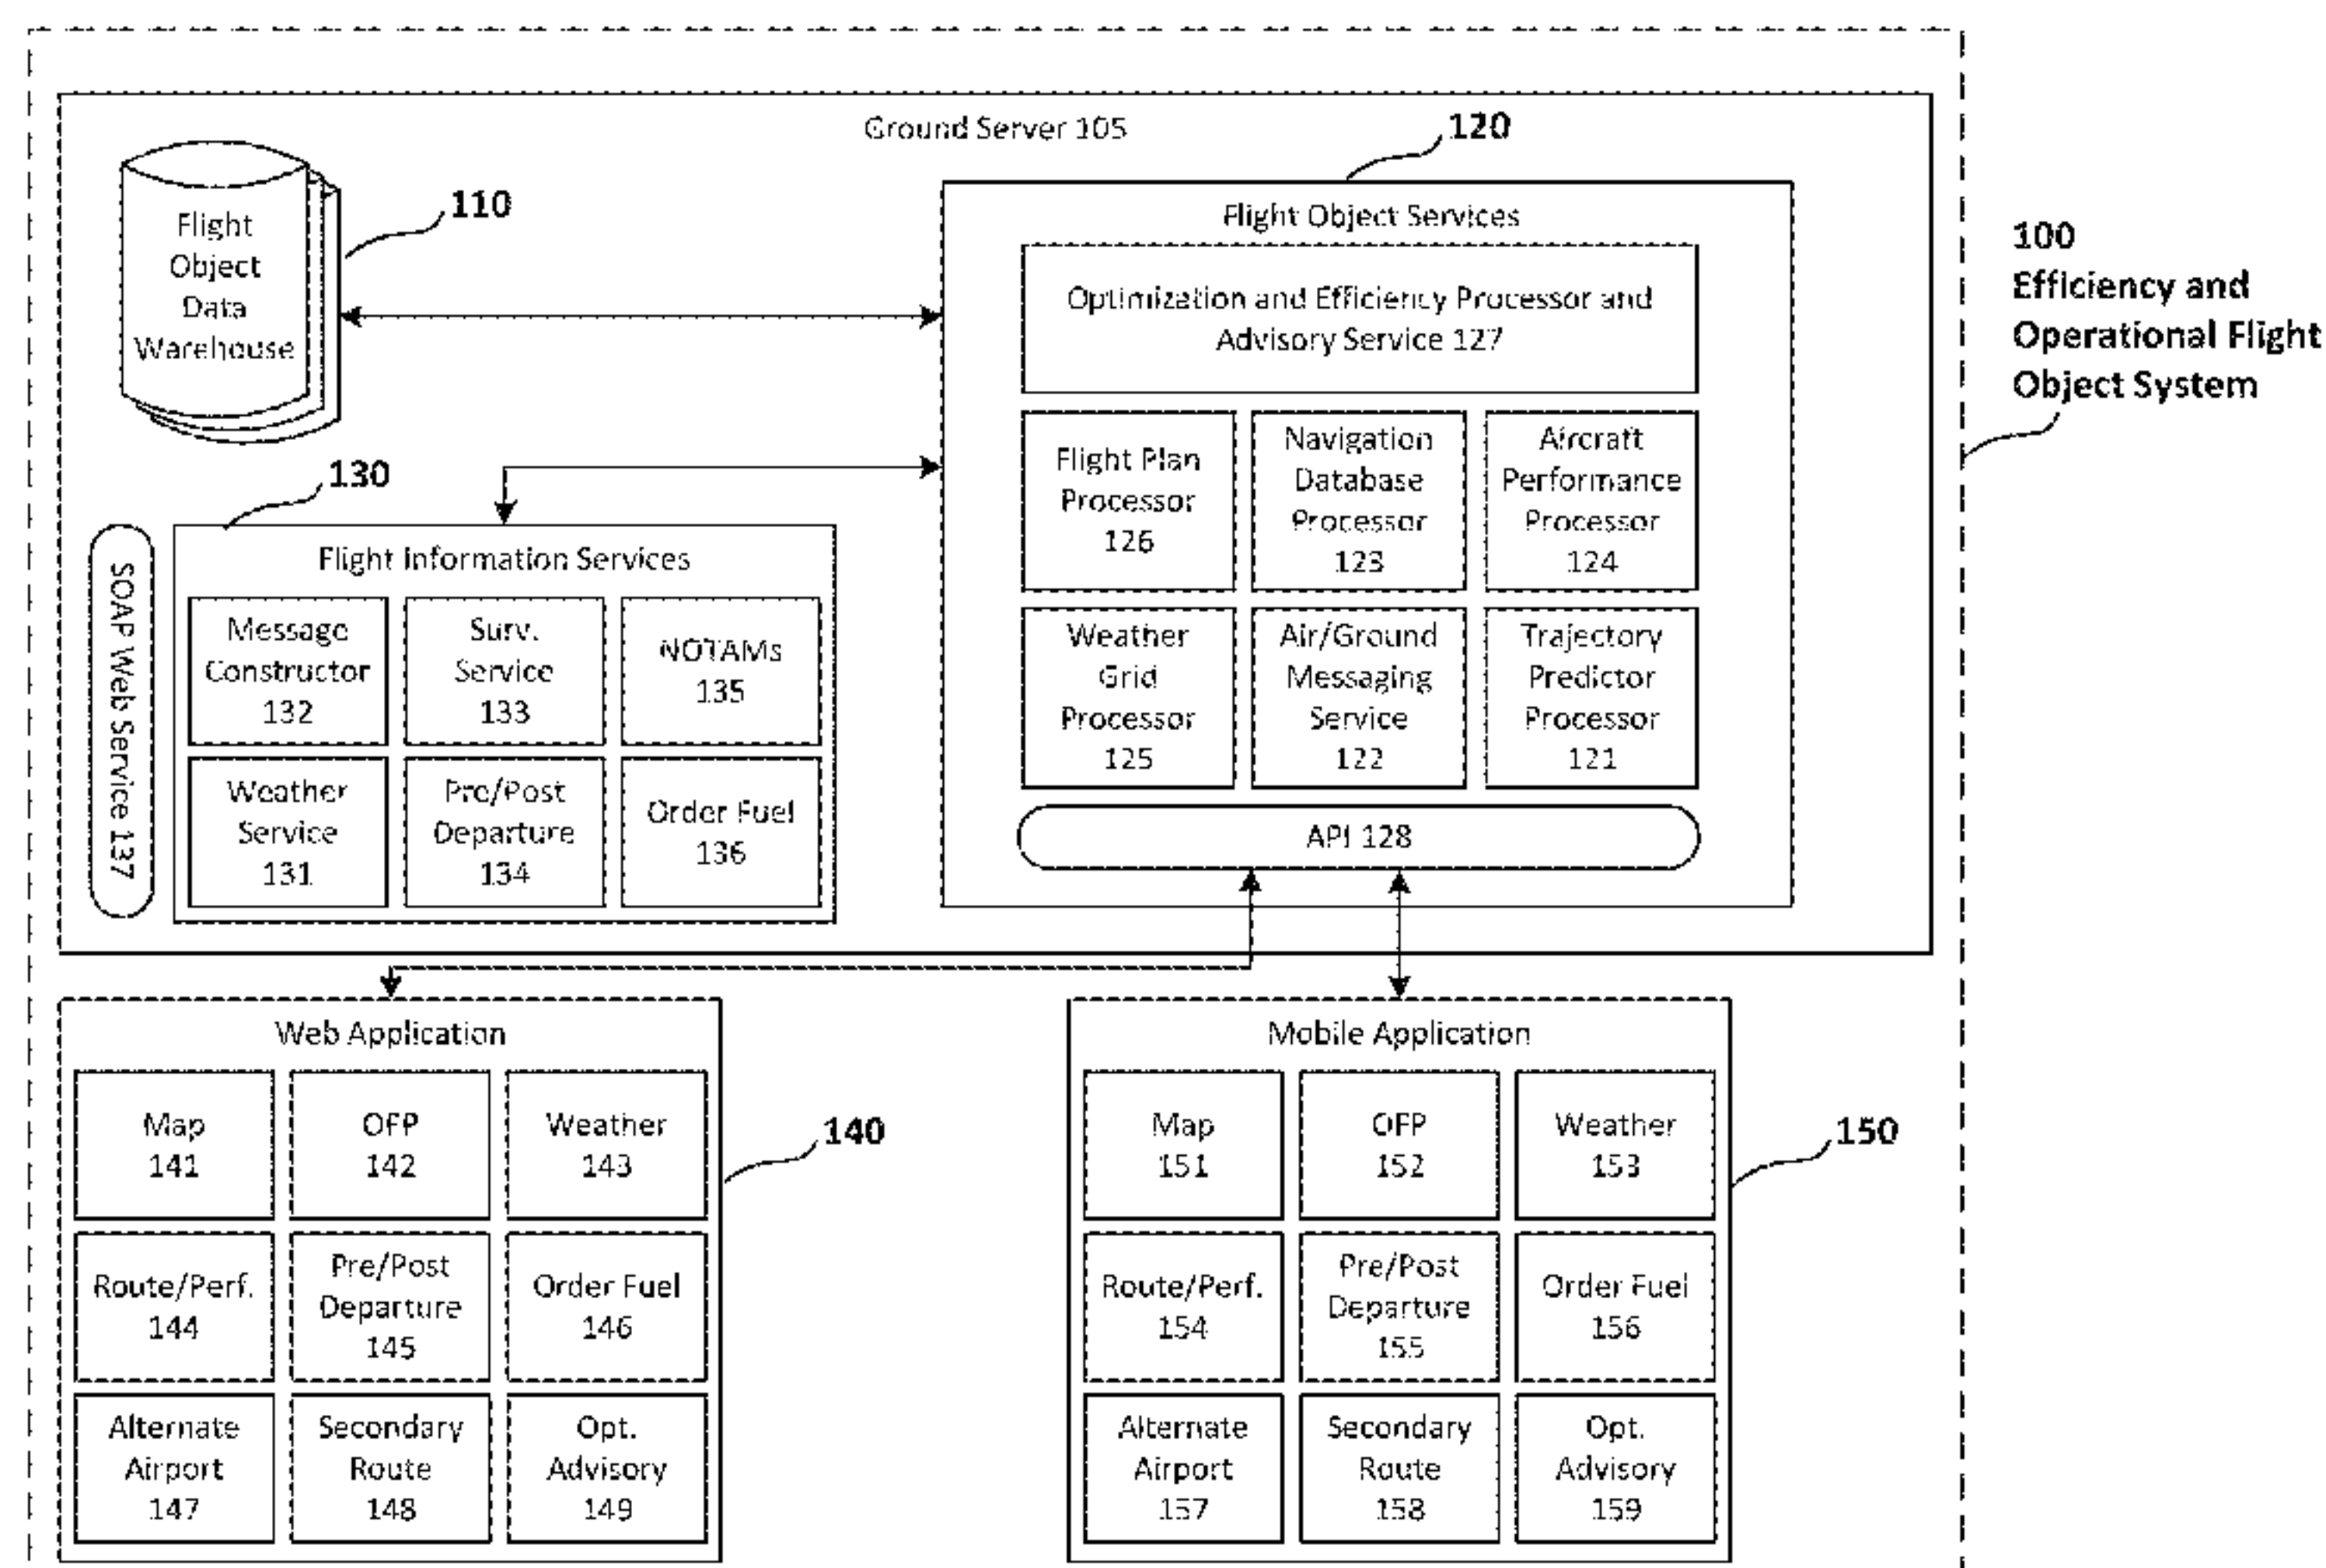 Ground Server 105
120
110
Flight
Object
Data
Warehouse
Flight Object Services
Optimization and Efficiency Processor and
Advisory Service 127
100
Efficiency and
Operational Flight
Object System
Flight Plan
Processor
126
Navigation
Database
Processor
123
Aircraft
Performance
Processor
124
Weather
Grid
Processor
125
Air/Ground
Messaging
Service
122
Trajectory
Predictor
Processor
121
API 128
130
SOAP Web Service 137
Flight Information Services
Message
Constructor
132
Surv.
Service
133
NOTAMs
135
Weather
Service
131
Pre/Post
Departure
134
Order Fuel
136
Web Application
Map
141
OFP
142
Weather
143
Route/Perf.
144
Pre/Post
Departure
145
Order Fuel
146
Alternate
Airport
147
Secondary
Route
148
Opt.
Advisory
149
140
Mobile Application
Map
151
OFP
152
Weather
153
Route/Perf.
154
Pre/Post
Departure
155
Order Fuel
156
Alternate
Airport
157
Secondary
Route
158
Opt.
Advisory
159
150